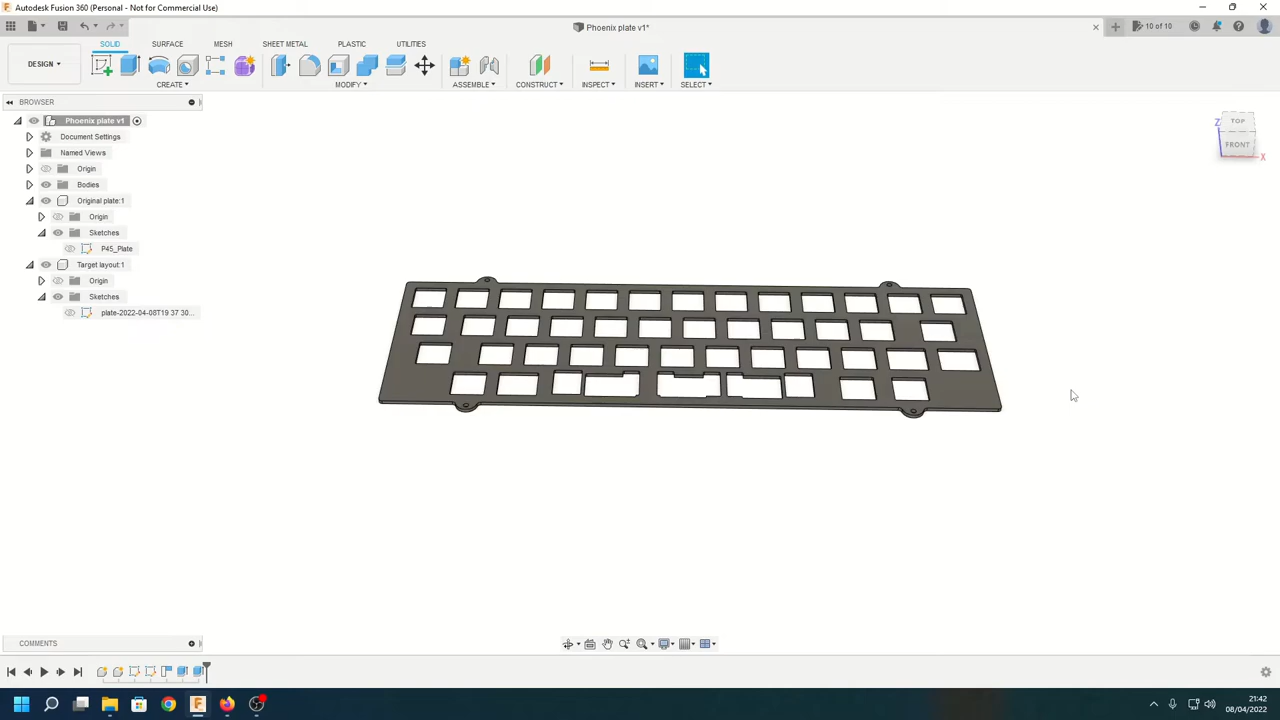 Autodesk Fusion 360 (Personal - Not for Commercial Use)
Phoenix plate v1*
10 of 10
DESIGN
SOLID
SURFACE
MESH
SHEET METAL
PLASTIC
UTILITIES
CREATE
MODIFY
ASSEMBLE
CONSTRUCT
INSPECT
INSERT
SELECT
BROWSER
Phoenix plate v1
Document Settings
Named Views
Origin
Bodies
Original plate:1
Origin
Sketches
P45_Plate
Target layout:1
Origin
Sketches
plate-2022-04-08T19 37 30...
Z
TOP
FRONT
X
COMMENTS
21:42
08/04/2022